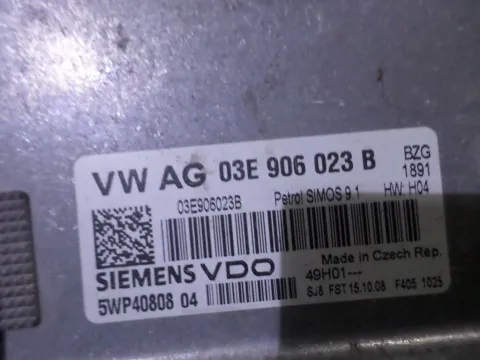 VW AG 03E 906 023 B BZG
1891
03E906023B Petrol SIMOS 9.1 HW: H04
Made in Czech Rep.
SIEMENS VDO 49H01---
5WP40808 04 SJ6 FST 15.10.08 F405 1025